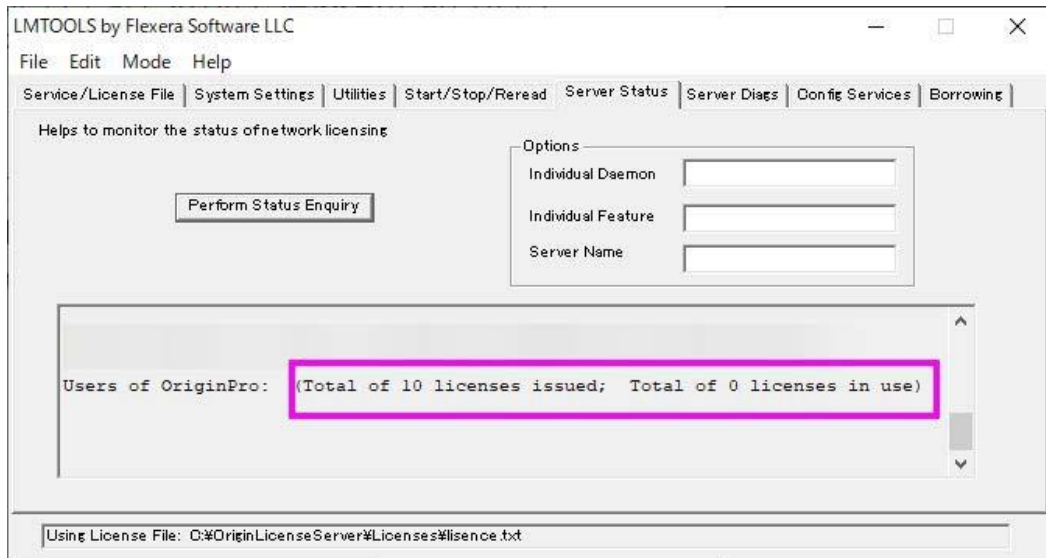 LMTOOLS by Flexera Software LLC
File Edit Mode Help
Service/License File System Settings Utilities Start/Stop/Reread Server Status Server Diags Config Services Borrowing
Helps to monitor the status of network licensing
Options
Individual Daemon
Perform Status Enquiry
Individual Feature
Server Name
Users of OriginPro: (Total of 10 licenses issued; Total of 0 licenses in use)
Using License File: C:¥OriginLicenseServer¥Licenses¥lisence.txt